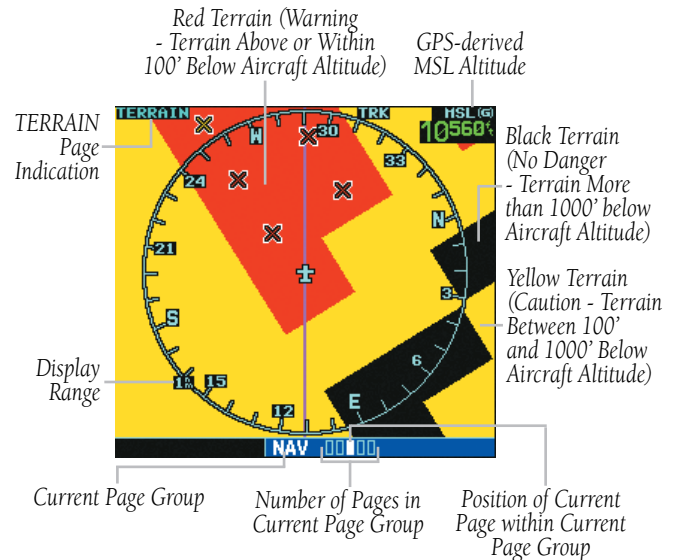 Red Terrain (Warning
- Terrain Above or Within
100' Below Aircraft Altitude)
GPS-derived
MSL Altitude
TERRAIN
Page
Indication
TERRAIN
TRK
MSL(G)
10560ft
W
30
33
24
N
21
3
S
6
15
12
E
Black Terrain
(No Danger
- Terrain More
than 1000' below
Aircraft Altitude)
Yellow Terrain
(Caution - Terrain
Between 100'
and 1000' Below
Aircraft Altitude)
Display
Range
NAV
Current Page Group
Number of Pages in
Current Page Group
Position of Current
Page within Current
Page Group